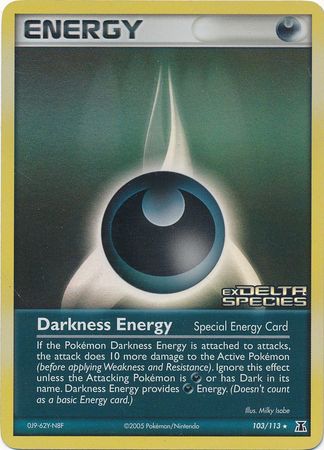 ENERGY
EX DELTA
SPECIES
Darkness Energy Special Energy Card
If the Pokémon Darkness Energy is attached to attacks,
the attack does 10 more damage to the Active Pokémon
(before applying Weakness and Resistance). Ignore this effect
unless the Attacking Pokémon is or has Dark in its
name. Darkness Energy provides Energy. (Doesn't count
as a basic Energy card.)
Illus. Milky Isobe
0J9-62Y-N8F ©2005 Pokémon/Nintendo 103/113 ★